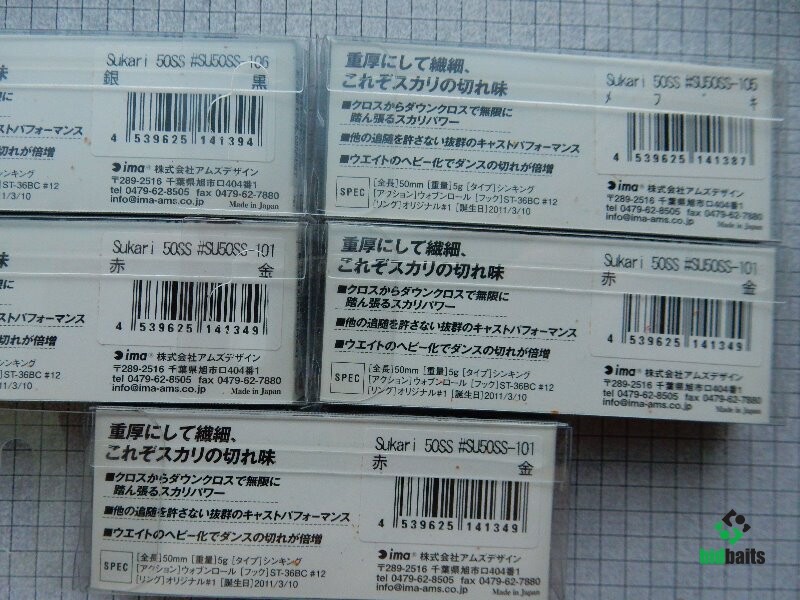 Sukari 50SS #SU50SS-106
銀 黒
味
に
ャストパフォーマンス
切れが倍増
4 539625 141394
ima® 株式会社アムズデザイン
〒289-2516 千葉県旭市ロ404番1
tel 0479-62-8505 fax 0479-62-7880
info@ima-ams.co.jp Made in Japan
シンキング
ST-36BC #12
1/3/10
重厚にして繊細、
これぞスカリの切れ味
■クロスからダウンクロスで無限に
踏ん張るスカリパワー
■他の追随を許さない抜群のキャストパフォーマンス
■ウエイトのヘビー化でダンスの切れが倍増
SPEC [全長]50mm [重量]5g [タイプ]シンキング
[アクション]ウォブンロール [フック]ST-36BC #12
[リング]オリジナル#1 [誕生日]2011/3/10
Sukari 50SS #SU50SS-105
メ ッ キ
4 539625 141387
ima® 株式会社アムズデザイン
〒289-2516 千葉県旭市ロ404番1
tel 0479-62-8505 fax 0479-62-7880
info@ima-ams.co.jp Made in Japan
味
に
ャストパフォーマンス
切れが倍増
シンキング
ST-36BC #12
1/3/10
Sukari 50SS #SU50SS-101
赤 金
4 539625 141349
ima® 株式会社アムズデザイン
〒289-2516 千葉県旭市ロ404番1
tel 0479-62-8505 fax 0479-62-7880
info@ima-ams.co.jp Made in Japan
重厚にして繊細、
これぞスカリの切れ味
■クロスからダウンクロスで無限に
踏ん張るスカリパワー
■他の追随を許さない抜群のキャストパフォーマンス
■ウエイトのヘビー化でダンスの切れが倍増
SPEC [全長]50mm [重量]5g [タイプ]シンキング
[アクション]ウォブンロール [フック]ST-36BC #12
[リング]オリジナル#1 [誕生日]2011/3/10
Sukari 50SS #SU50SS-101
赤 金
4 539625 141349
ima® 株式会社アムズデザイン
〒289-2516 千葉県旭市ロ404番1
tel 0479-62-8505 fax 0479-62-7880
info@ima-ams.co.jp Made in Japan
重厚にして繊細、
これぞスカリの切れ味
■クロスからダウンクロスで無限に
踏ん張るスカリパワー
■他の追随を許さない抜群のキャストパフォーマンス
■ウエイトのヘビー化でダンスの切れが倍増
SPEC [全長]50mm [重量]5g [タイプ]シンキング
[アクション]ウォブンロール [フック]ST-36BC #12
[リング]オリジナル#1 [誕生日]2011/3/10
Sukari 50SS #SU50SS-101
赤 金
4 539625 141349
ima® 株式会社アムズデザイン
〒289-2516 千葉県旭市ロ404番1
tel 0479-62-8505 fax 0479-62-7880
info@ima-ams.co.jp Made in Japan
baits